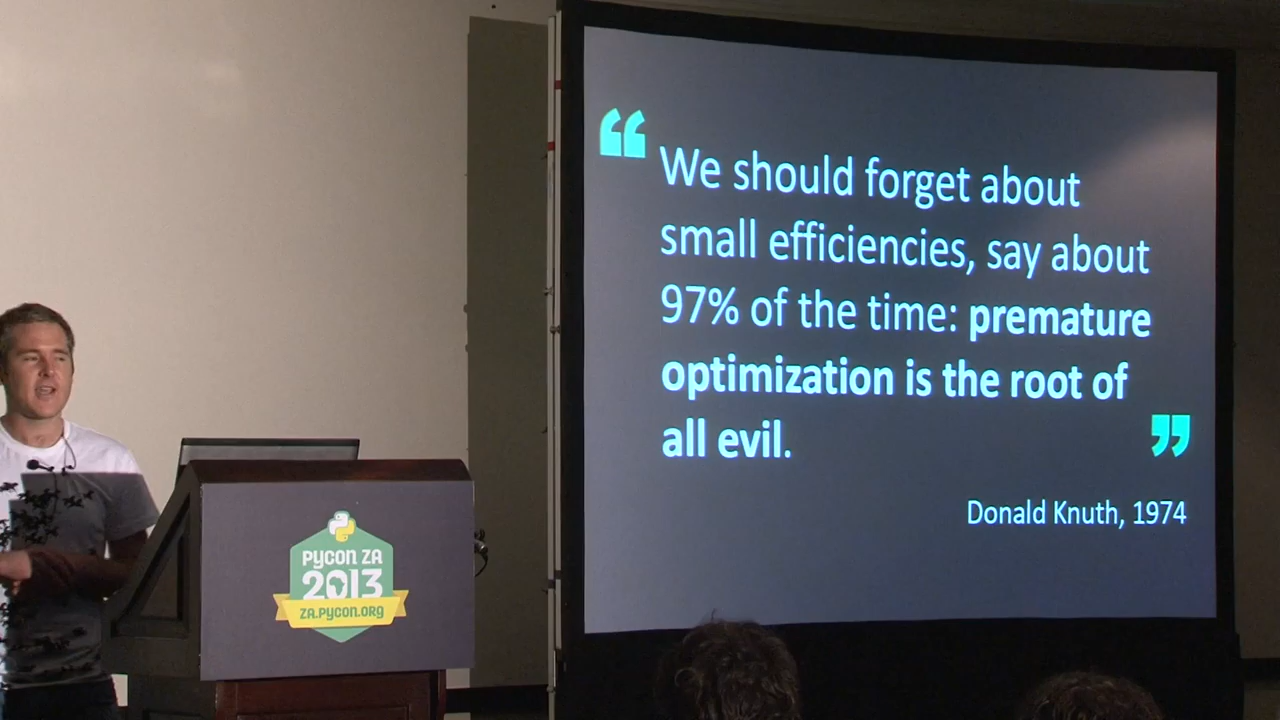 “We should forget about
small efficiencies, say about
97% of the time: premature
optimization is the root of
all evil.”
Donald Knuth, 1974
PYCON ZA
2013
ZA.PYCON.ORG